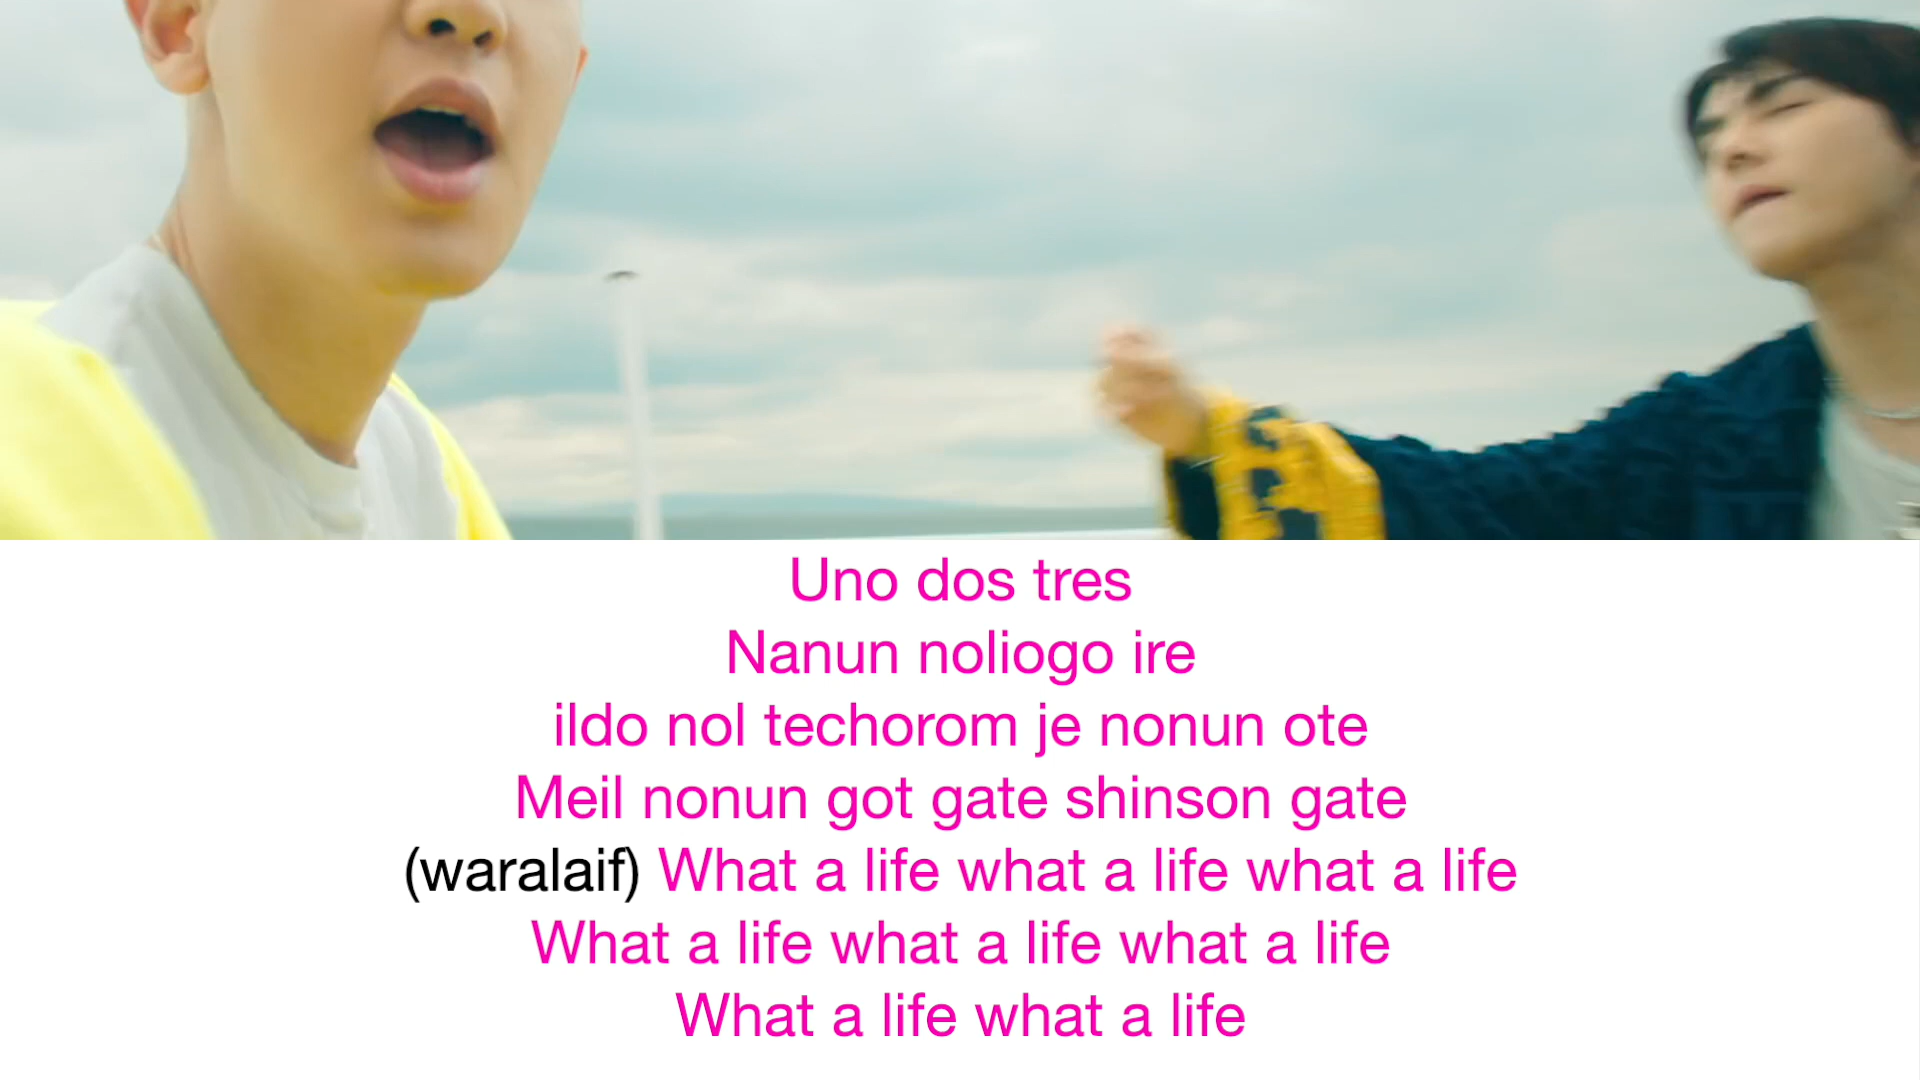 Uno dos tres
Nanun noliogo ire
ildo nol techorom je nonun ote
Meil nonun got gate shinson gate
(waralaif) What a life what a life what a life
What a life what a life what a life
What a life what a life